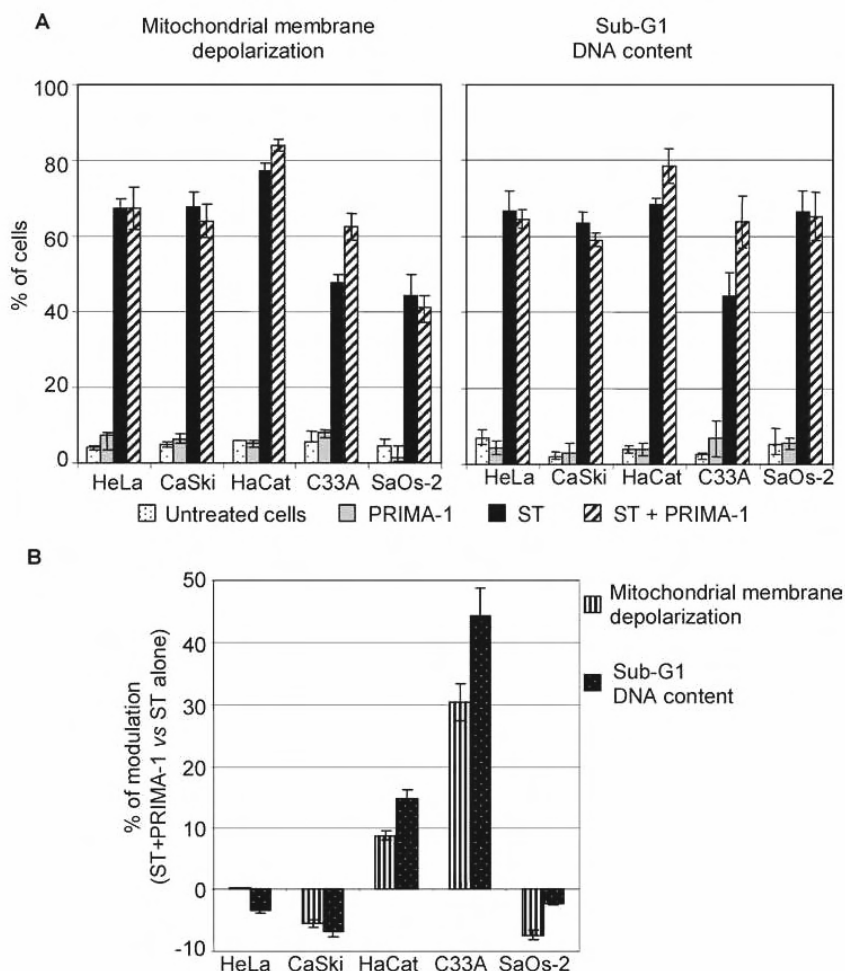 A
Mitochondrial membrane
depolarization
Sub-G1
DNA content
% of cells
100
80
60
40
20
0
HeLa CaSki HaCat C33A SaOs-2
HeLa CaSki HaCat C33A SaOs-2
Untreated cells PRIMA-1 ST ST + PRIMA-1
B
% of modulation
(ST+PRIMA-1 vs ST alone)
50
40
30
20
10
0
-10
HeLa CaSki HaCat C33A SaOs-2
Mitochondrial membrane
depolarization
Sub-G1
DNA content